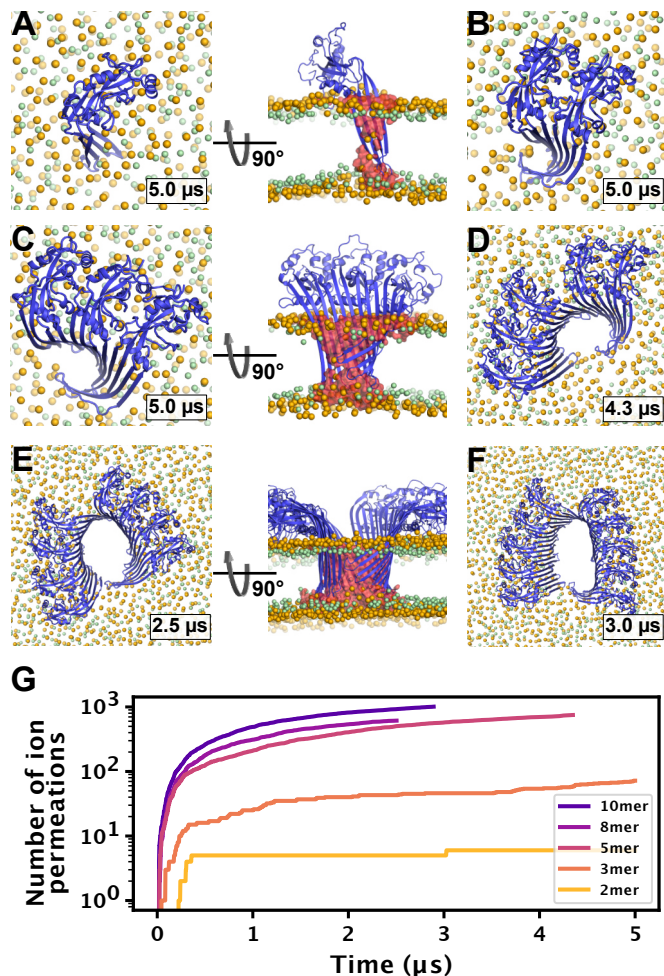 A
B
90°
5.0 µs
5.0 µs
C
D
90°
5.0 µs
4.3 µs
E
F
90°
2.5 µs
3.0 µs
G
Number of ion
permeations
10³
10²
10¹
10⁰
10mer
8mer
5mer
3mer
2mer
0 1 2 3 4 5
Time (µs)